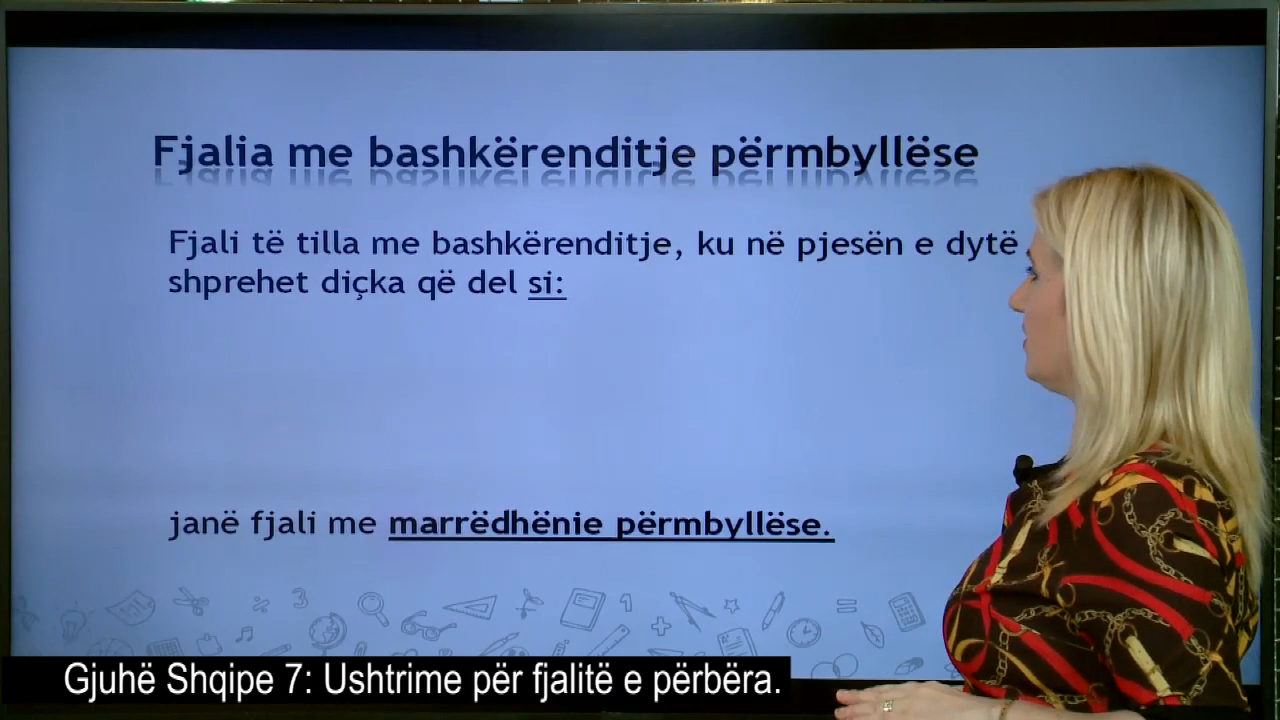 Fjalia me bashkërenditje përmbyllëse
Fjali të tilla me bashkërenditje, ku në pjesën e dytë
shprehet diçka që del si:
janë fjali me marrëdhënie përmbyllëse.
Gjuhë Shqipe 7: Ushtrime për fjalitë e përbëra.